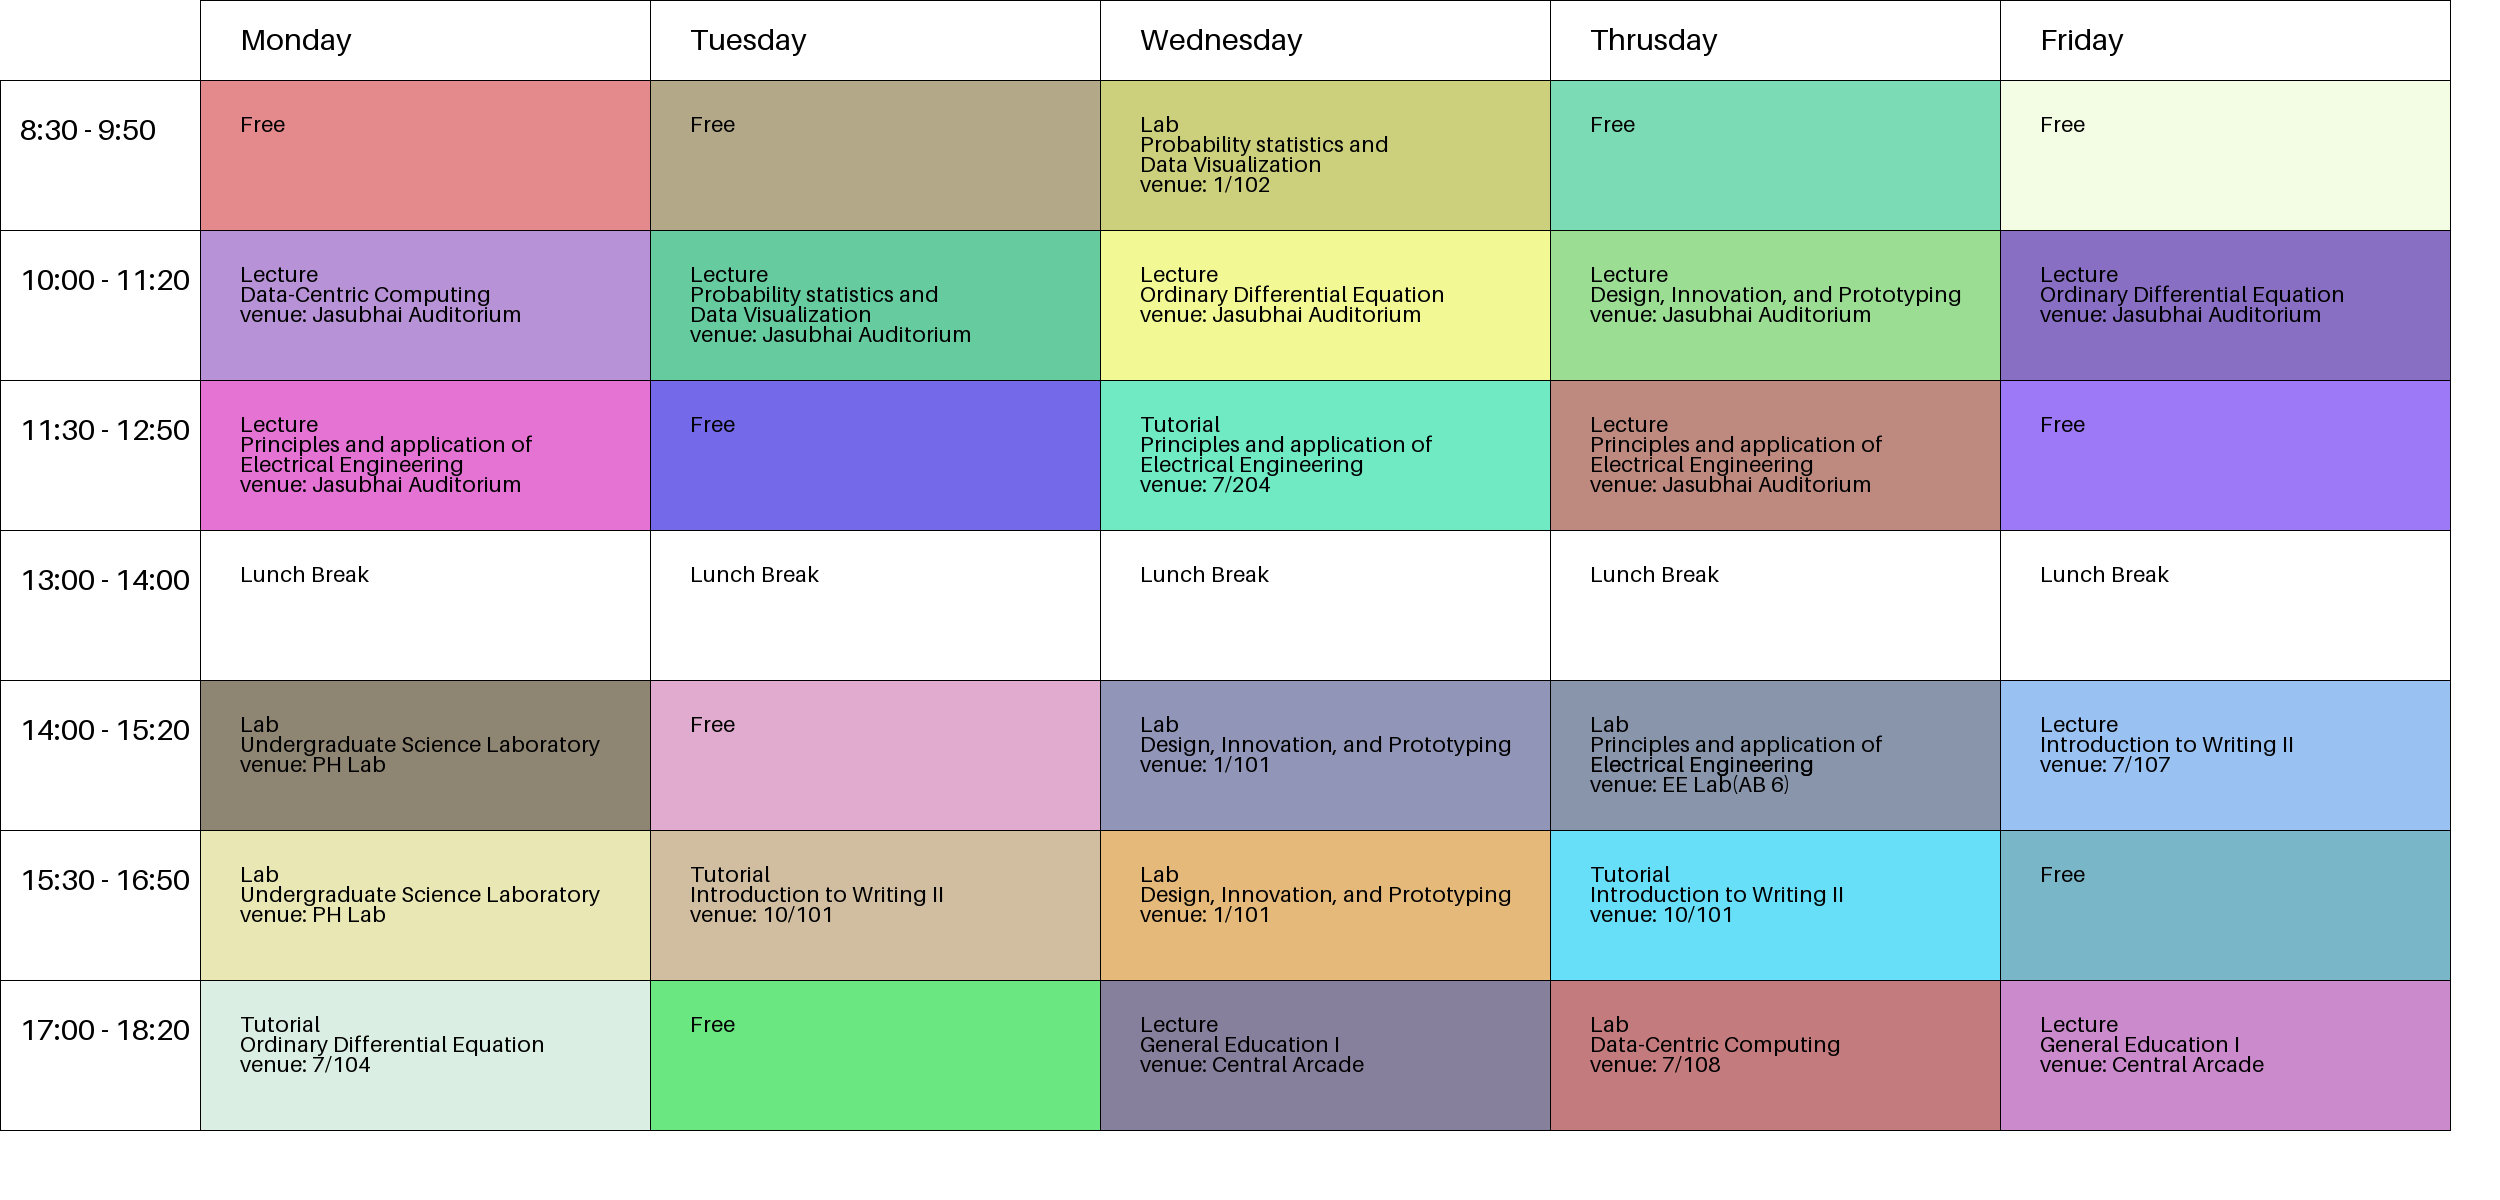 Monday
Tuesday
Wednesday
Thrusday
Friday
8:30 - 9:50
Free
Free
Lab
Probability statistics and
Data Visualization
venue: 1/102
Free
Free
10:00 - 11:20
Lecture
Data-Centric Computing
venue: Jasubhai Auditorium
Lecture
Probability statistics and
Data Visualization
venue: Jasubhai Auditorium
Lecture
Ordinary Differential Equation
venue: Jasubhai Auditorium
Lecture
Design, Innovation, and Prototyping
venue: Jasubhai Auditorium
Lecture
Ordinary Differential Equation
venue: Jasubhai Auditorium
11:30 - 12:50
Lecture
Principles and application of
Electrical Engineering
venue: Jasubhai Auditorium
Free
Tutorial
Principles and application of
Electrical Engineering
venue: 7/204
Lecture
Principles and application of
Electrical Engineering
venue: Jasubhai Auditorium
Free
13:00 - 14:00
Lunch Break
Lunch Break
Lunch Break
Lunch Break
Lunch Break
14:00 - 15:20
Lab
Undergraduate Science Laboratory
venue: PH Lab
Free
Lab
Design, Innovation, and Prototyping
venue: 1/101
Lab
Principles and application of
Electrical Engineering
venue: EE Lab(AB 6)
Lecture
Introduction to Writing II
venue: 7/107
15:30 - 16:50
Lab
Undergraduate Science Laboratory
venue: PH Lab
Tutorial
Introduction to Writing II
venue: 10/101
Lab
Design, Innovation, and Prototyping
venue: 1/101
Tutorial
Introduction to Writing II
venue: 10/101
Free
17:00 - 18:20
Tutorial
Ordinary Differential Equation
venue: 7/104
Free
Lecture
General Education I
venue: Central Arcade
Lab
Data-Centric Computing
venue: 7/108
Lecture
General Education I
venue: Central Arcade